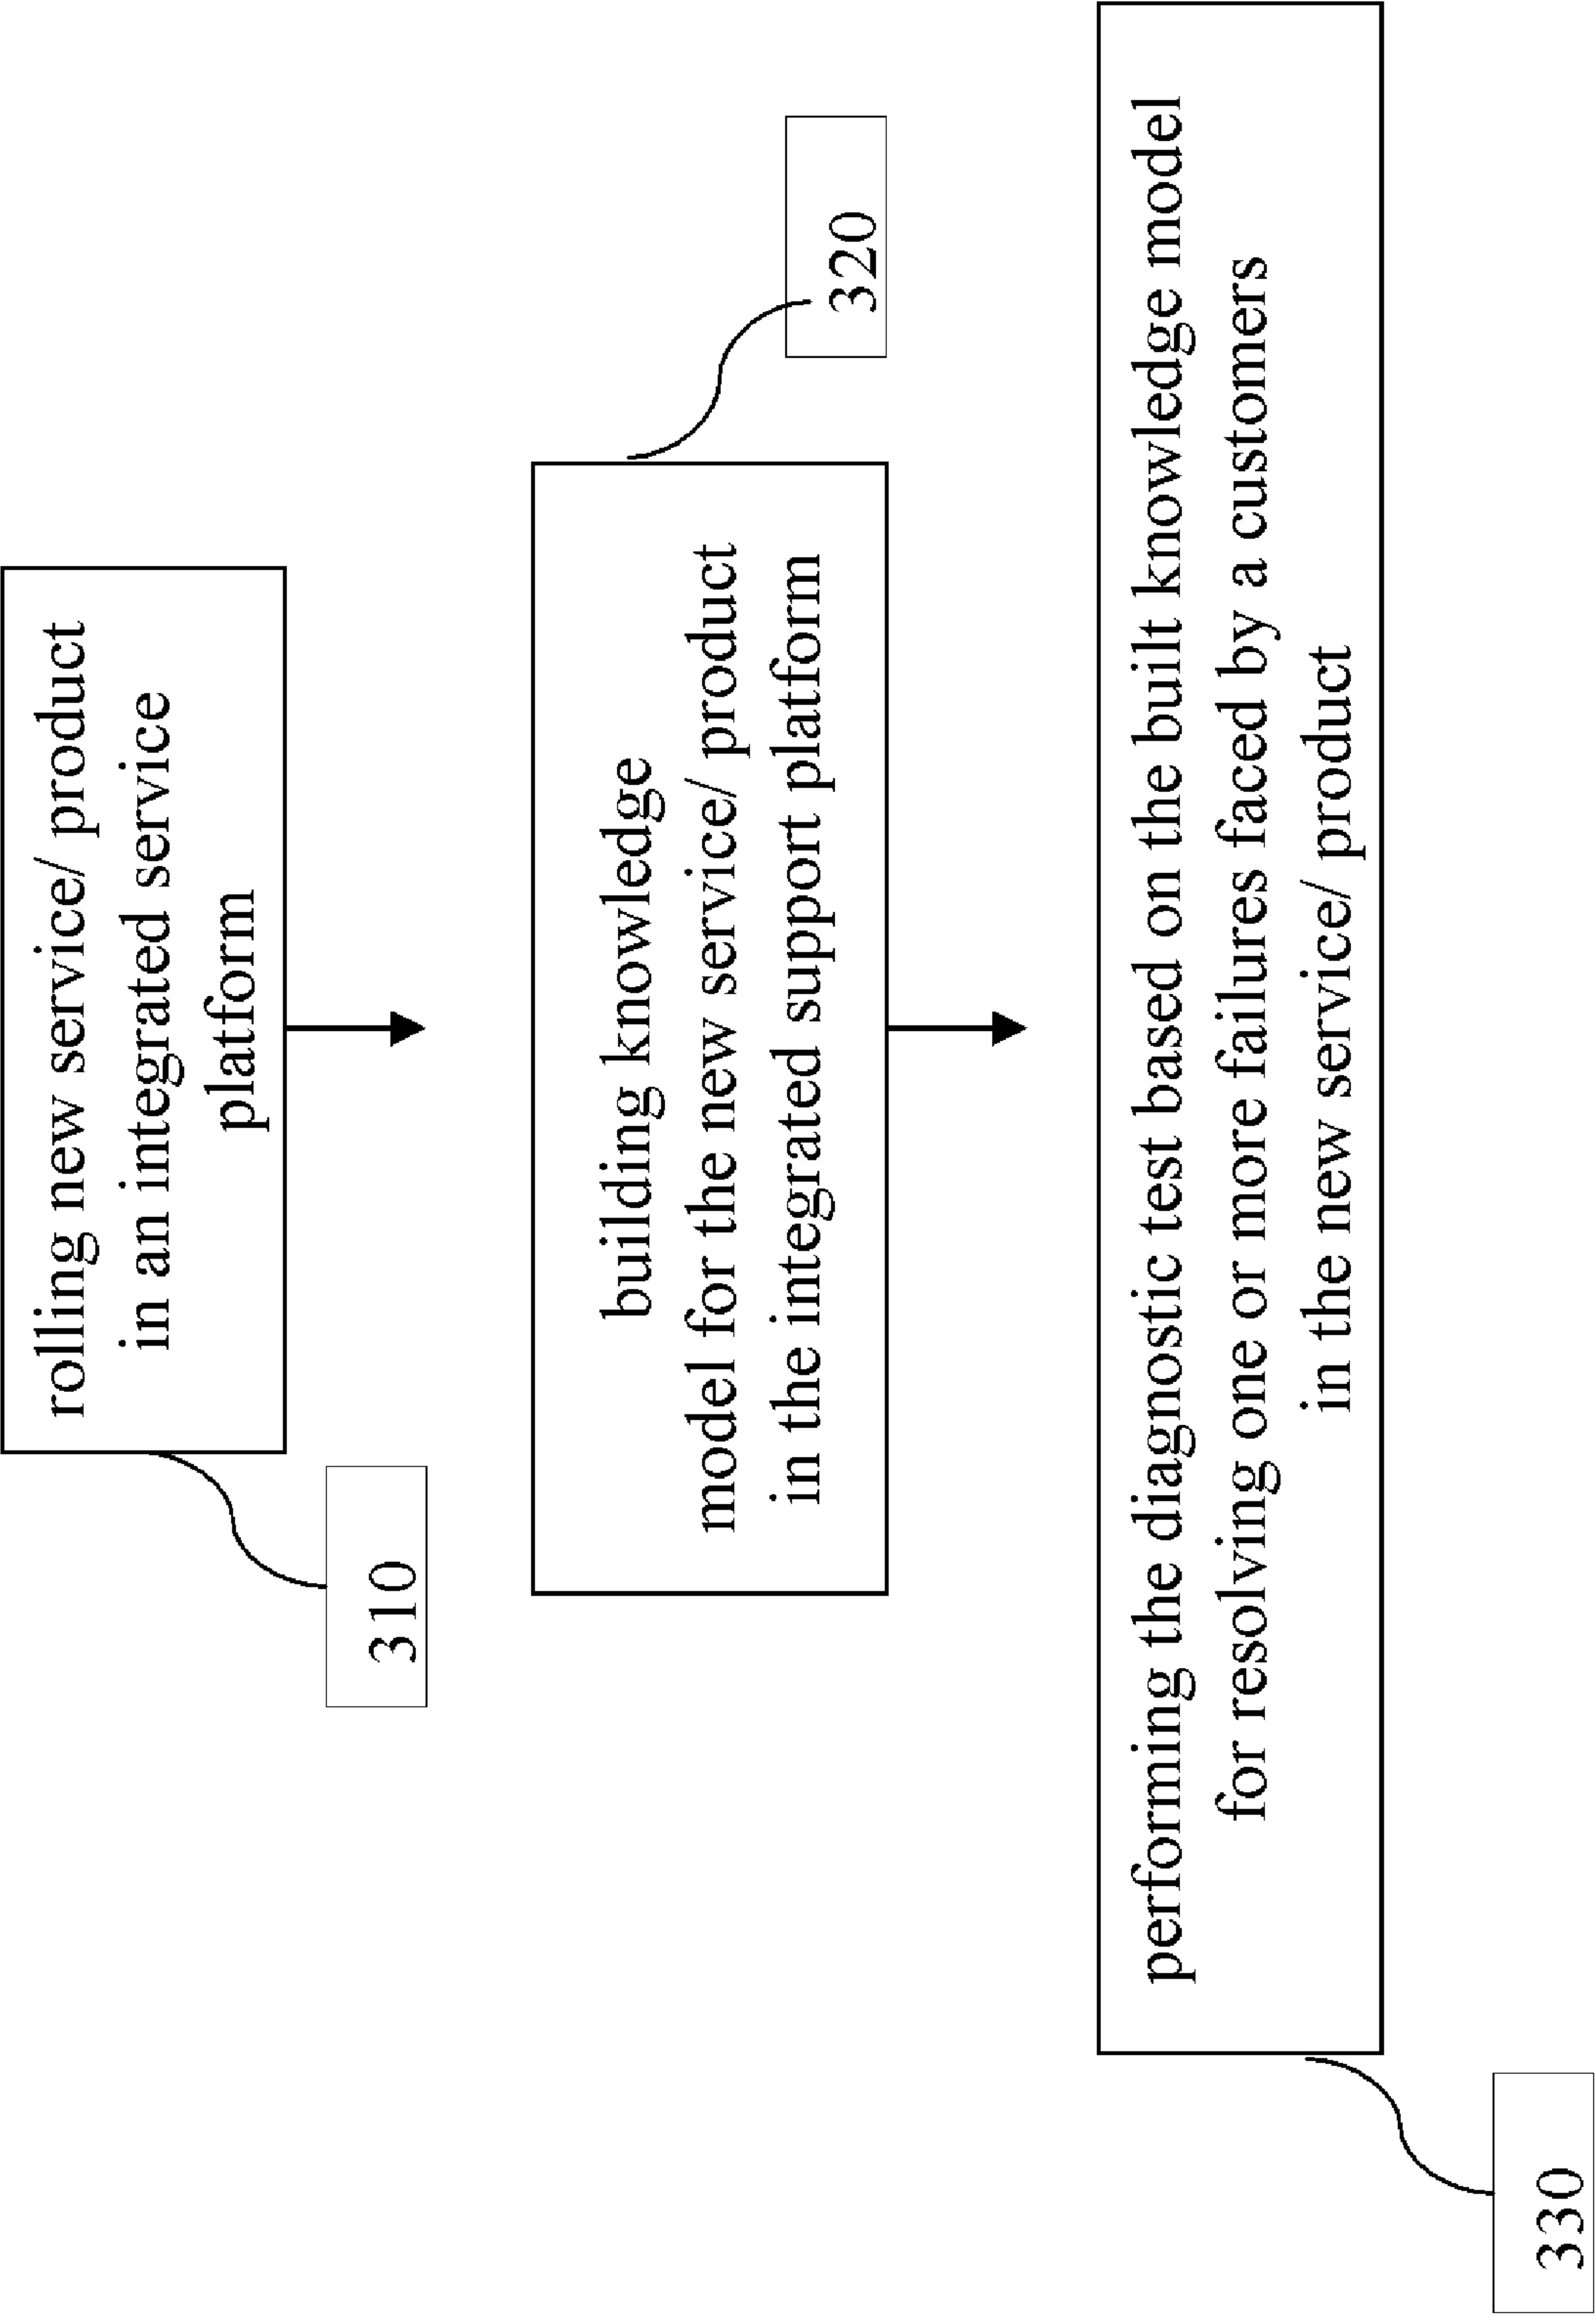 rolling new service/ product
in an integrated service
platform
310
building knowledge
model for the new service/ product
in the integrated support platform
320
performing the diagnostic test based on the built knowledge model
for resolving one or more failures faced by a customers
in the new service/ product
330